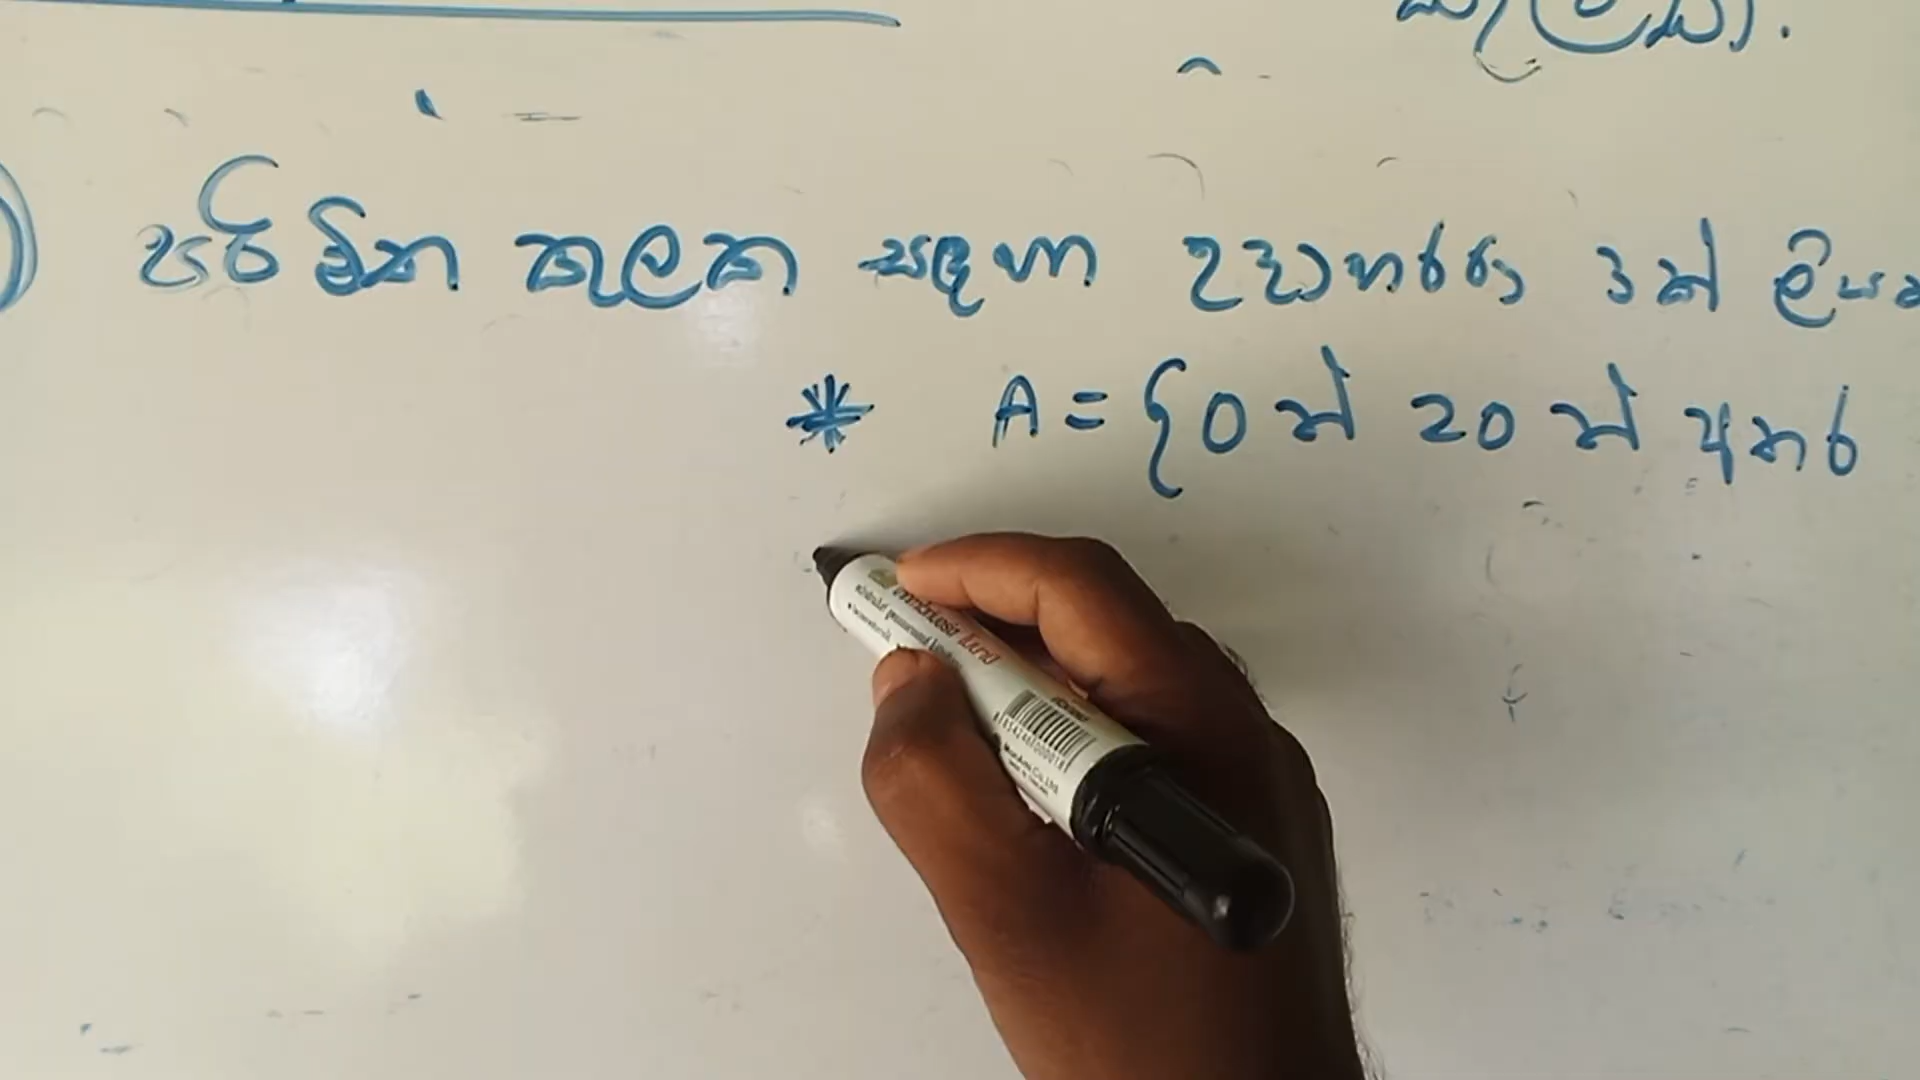 පරිමිත කුලක සඳහා උදාහරණ 3ක් ලියන
* A = {0 ත් 20 ත් අතර